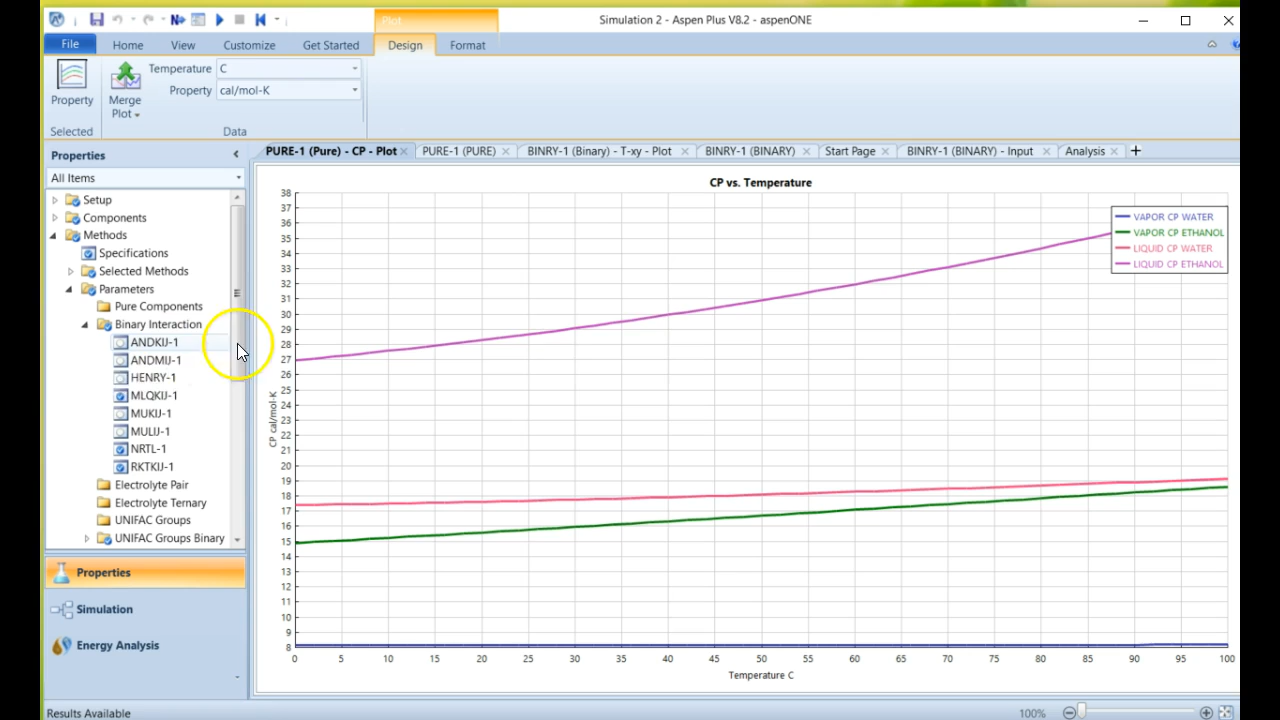 Plot
Simulation 2 - Aspen Plus V8.2 - aspenONE
File
Home
View
Customize
Get Started
Design
Format
Property
Selected
Merge
Plot
Temperature
C
Property
cal/mol-K
Data
Properties
All Items
Setup
Components
Methods
Specifications
Selected Methods
Parameters
Pure Components
Binary Interaction
ANDKIJ-1
ANDMIJ-1
HENRY-1
MLQKIJ-1
MUKIJ-1
MULIJ-1
NRTL-1
RKTKIJ-1
Electrolyte Pair
Electrolyte Ternary
UNIFAC Groups
UNIFAC Groups Binary
Properties
Simulation
Energy Analysis
PURE-1 (Pure) - CP - Plot
PURE-1 (PURE)
BINRY-1 (Binary) - T-xy - Plot
BINRY-1 (BINARY)
Start Page
BINRY-1 (BINARY) - Input
Analysis
CP vs. Temperature
VAPOR CP WATER
VAPOR CP ETHANOL
LIQUID CP WATER
LIQUID CP ETHANOL
CP cal/mol-K
38
37
36
35
34
33
32
31
30
29
28
27
26
25
24
23
22
21
20
19
18
17
16
15
14
13
12
11
10
9
8
0 5 10 15 20 25 30 35 40 45 50 55 60 65 70 75 80 85 90 95 100
Temperature C
Results Available
100%